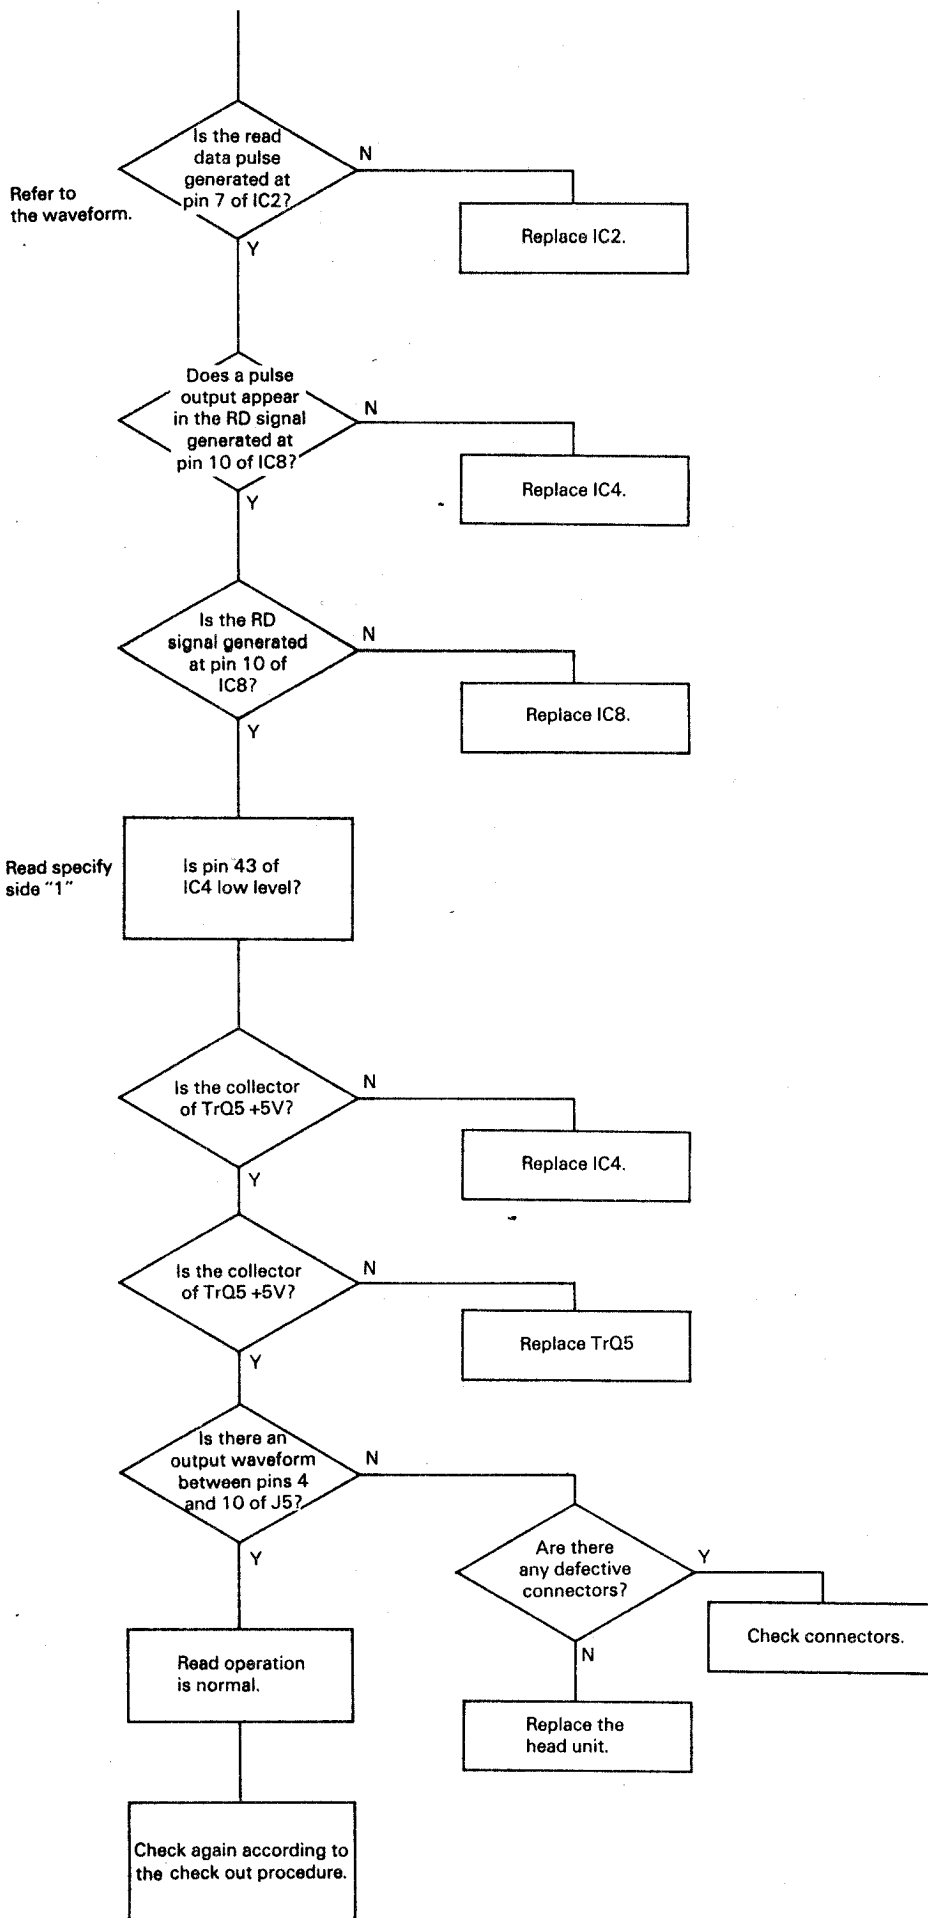 Is the read
data pulse
generated at
pin 7 of IC2?
N
Refer to
the waveform.
Replace IC2.
Y
Does a pulse
output appear
in the RD signal
generated at
pin 10 of IC8?
N
Replace IC4.
Y
Is the RD
signal generated
at pin 10 of
IC8?
N
Replace IC8.
Y
Read specify
side "1"
Is pin 43 of
IC4 low level?
Is the collector
of TrQ5 +5V?
N
Replace IC4.
Y
Is the collector
of TrQ5 +5V?
N
Replace TrQ5
Y
Is there an
output waveform
between pins 4
and 10 of J5?
N
Y
Are there
any defective
connectors?
Y
Check connectors.
N
Read operation
is normal.
Replace the
head unit.
Check again according to
the check out procedure.